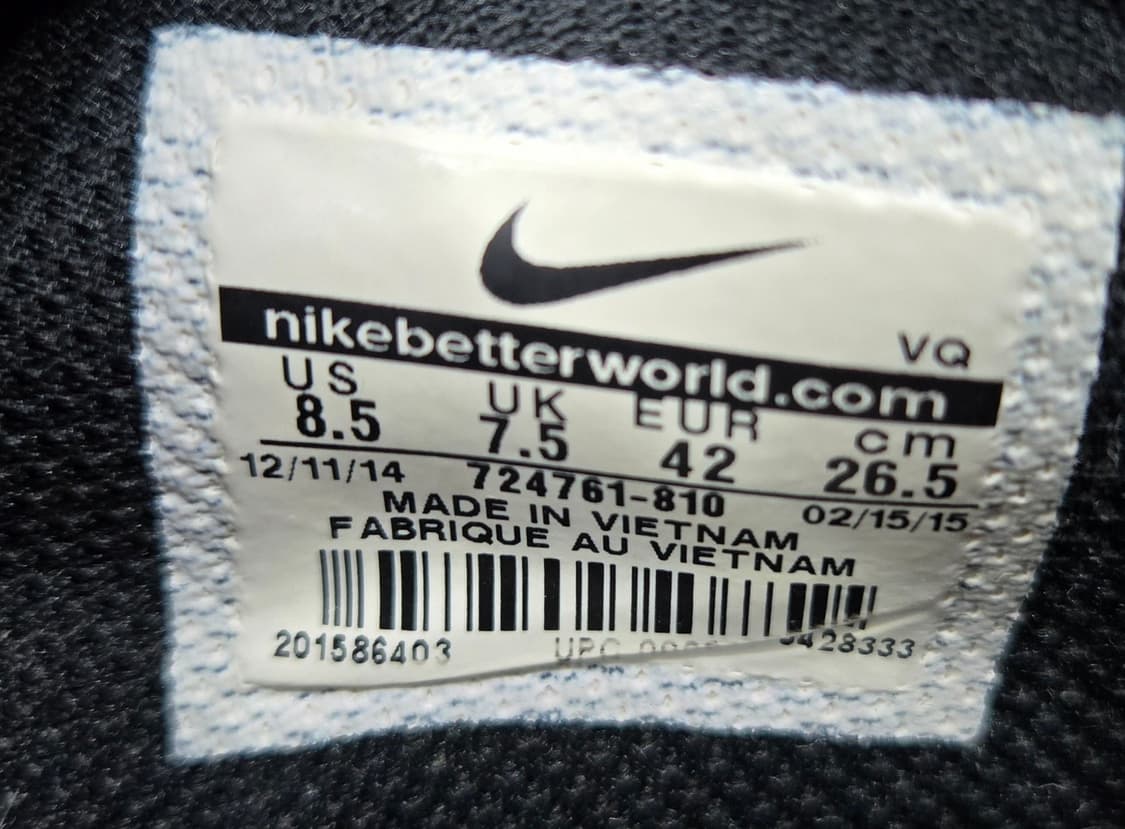 nikebetterworld.com VQ
US UK EUR cm
8.5 7.5 42 26.5
12/11/14 724761-810 02/15/15
MADE IN VIETNAM
FABRIQUE AU VIETNAM
201586403 UPC